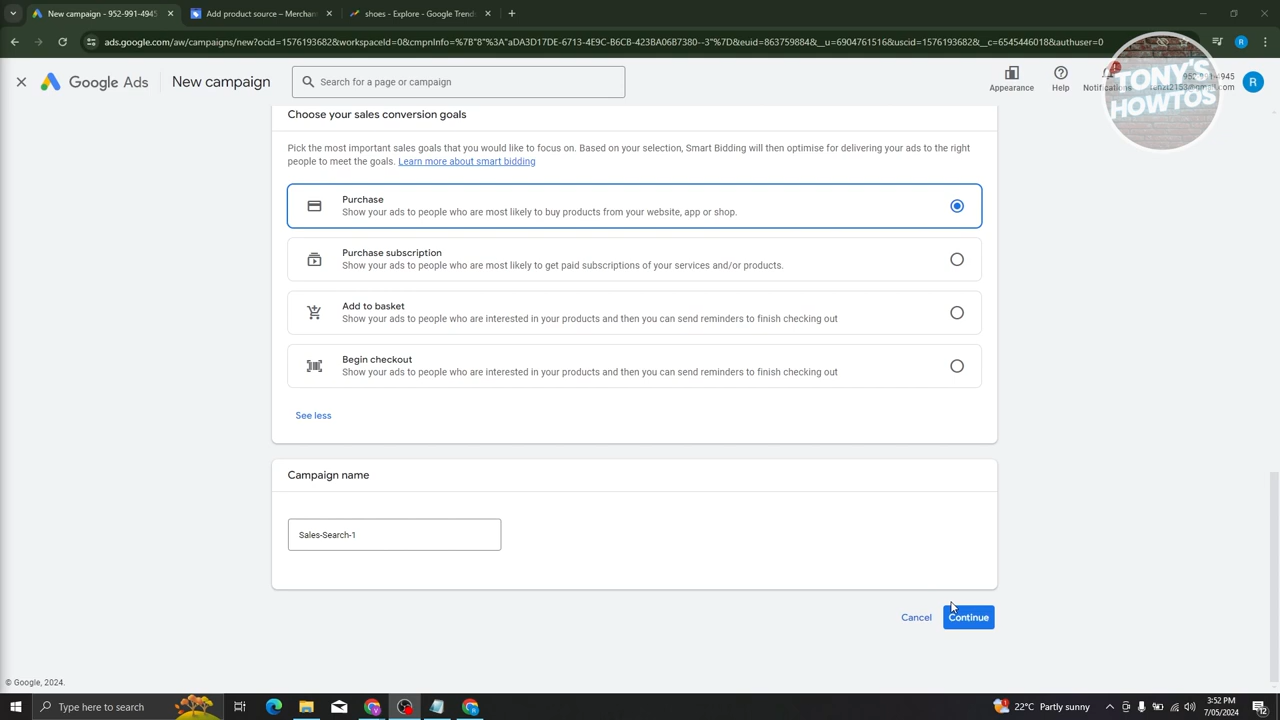 New campaign - 952-991-4945
Add product source – Merchan
shoes - Explore - Google Trend
ads.google.com/aw/campaigns/new?ocid=1576193682&workspaceId=0&cmpnInfo=%7B"3%3A"aDA3D17DE-6713-4E9C-B6CB-423BA06B7380--3"%7D&euid=863759884&__u=6904761516&uscid=1576193682&__c=6545446018&authuser=0
Google Ads
New campaign
Search for a page or campaign
Appearance
Help
Notifications
TONY'S
HOWTOS
R
Choose your sales conversion goals
Pick the most important sales goals that you would like to focus on. Based on your selection, Smart Bidding will then optimise for delivering your ads to the right
people to meet the goals. Learn more about smart bidding
Purchase
Show your ads to people who are most likely to buy products from your website, app or shop.
Purchase subscription
Show your ads to people who are most likely to get paid subscriptions of your services and/or products.
Add to basket
Show your ads to people who are interested in your products and then you can send reminders to finish checking out
Begin checkout
Show your ads to people who are interested in your products and then you can send reminders to finish checking out
See less
Campaign name
Sales-Search-1
Cancel
Continue
© Google, 2024.
Type here to search
22°C Partly sunny
3:52 PM
7/05/2024